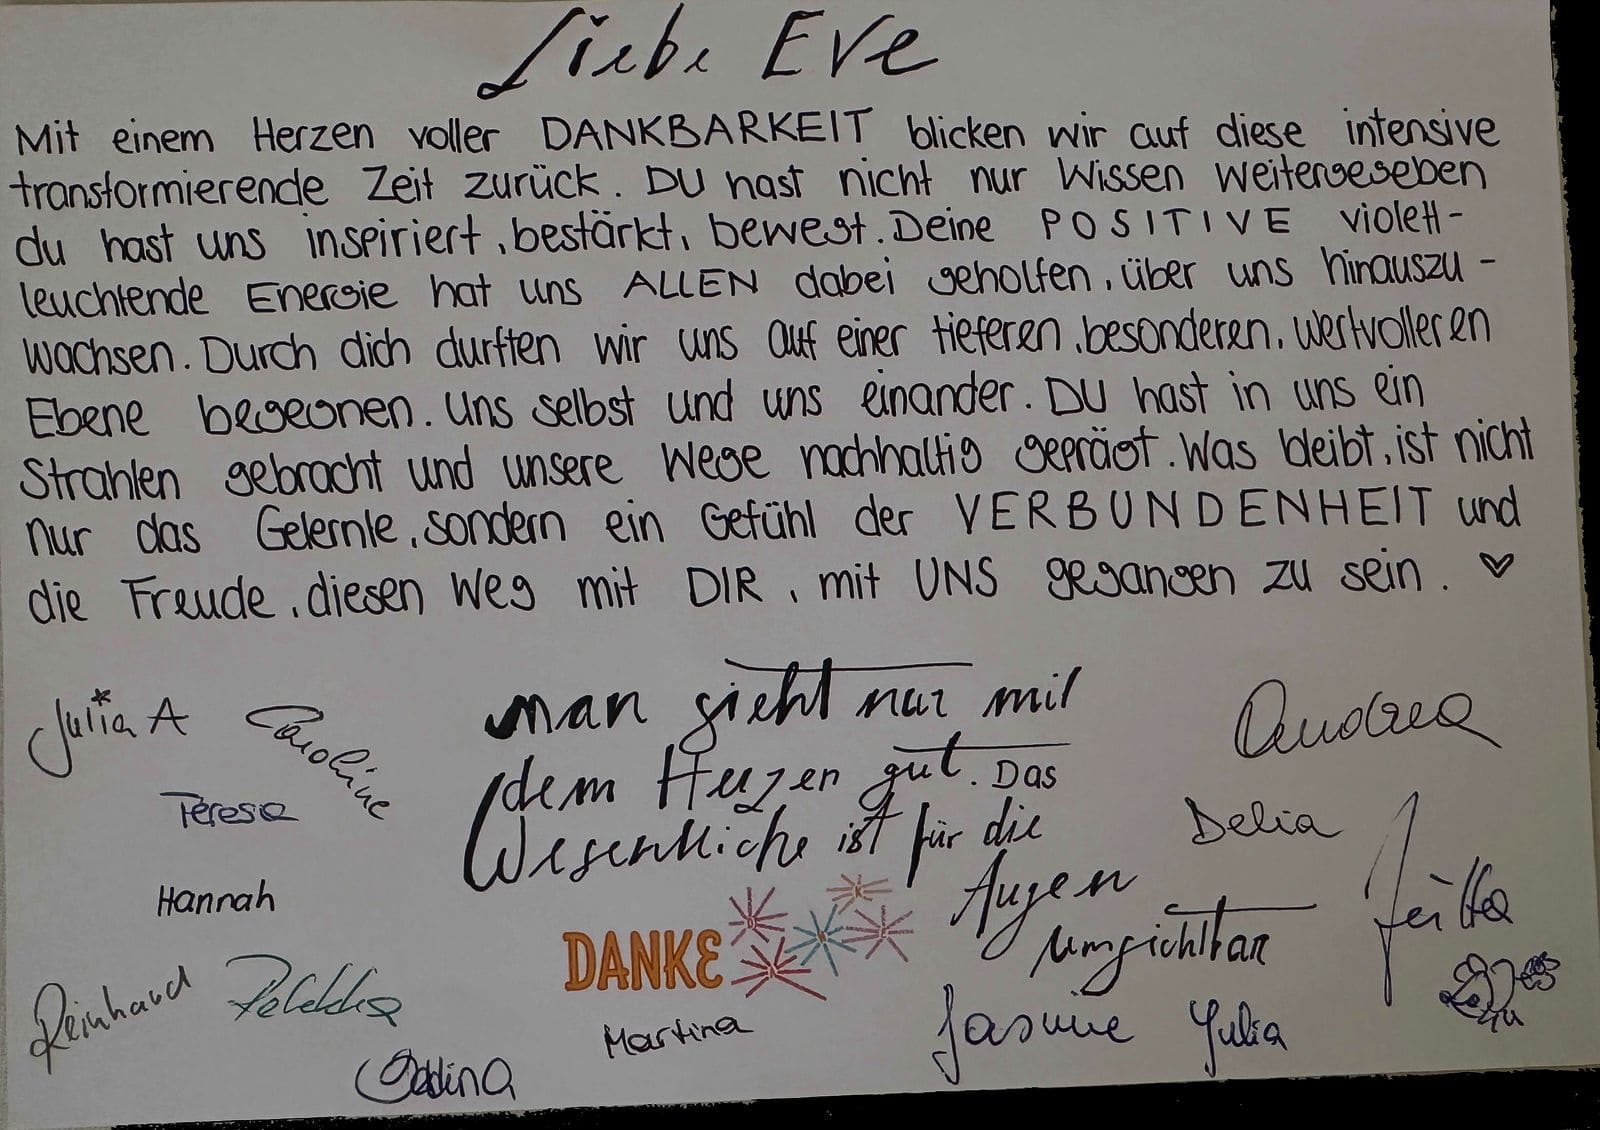 Liebe Eve
Mit einem Herzen voller DANKBARKEIT blicken wir auf diese intensive
transformierende Zeit zurück. DU hast nicht nur Wissen weitergegeben
du hast uns inspiriert, bestärkt, bewegt. Deine POSITIVE violett-
leuchtende Energie hat uns ALLEN dabei geholfen, über uns hinauszu-
wachsen. Durch dich durften wir uns auf einer tieferen, besonderen, wertvolleren
Ebene begegnen. Uns selbst und uns einander. DU hast in uns ein
Strahlen gebracht und unsere Wege nachhaltig geprägt. Was bleibt, ist nicht
nur das Gelernte, sondern ein Gefühl der VERBUNDENHEIT und
die Freude, diesen Weg mit DIR, mit UNS gegangen zu sein. ♡
man sieht nur mit
dem Herzen gut. Das
Wesentliche ist für die
Augen
unsichtbar
Julia A
Caroline
Teresa
Hannah
Reinhard
DANKE
Martina
Andrea
Delia
Jutta
Jasmine
Julia